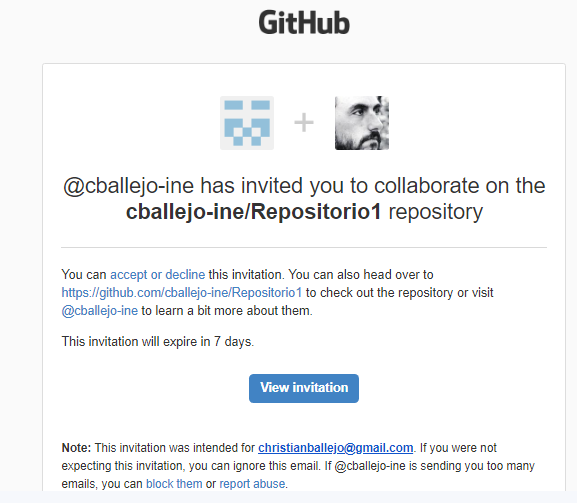 GitHub
+
@cballejo-ine has invited you to collaborate on the
cballejo-ine/Repositorio1 repository
You can accept or decline this invitation. You can also head over to
https://github.com/cballejo-ine/Repositorio1 to check out the repository or visit
@cballejo-ine to learn a bit more about them.
This invitation will expire in 7 days.
View invitation
Note: This invitation was intended for christianballejo@gmail.com. If you were not
expecting this invitation, you can ignore this email. If @cballejo-ine is sending you too many
emails, you can block them or report abuse.